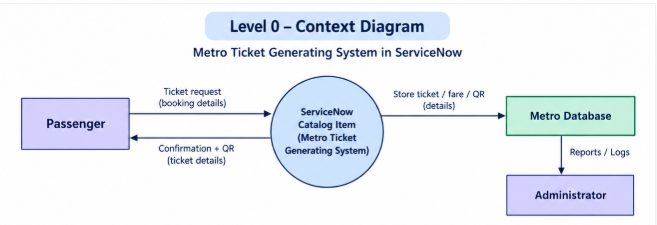 Level 0 – Context Diagram
Metro Ticket Generating System in ServiceNow
Passenger
Ticket request
(booking details)
Confirmation + QR
(ticket details)
ServiceNow
Catalog Item
(Metro Ticket
Generating System)
Store ticket / fare / QR
(details)
Metro Database
Reports / Logs
Administrator